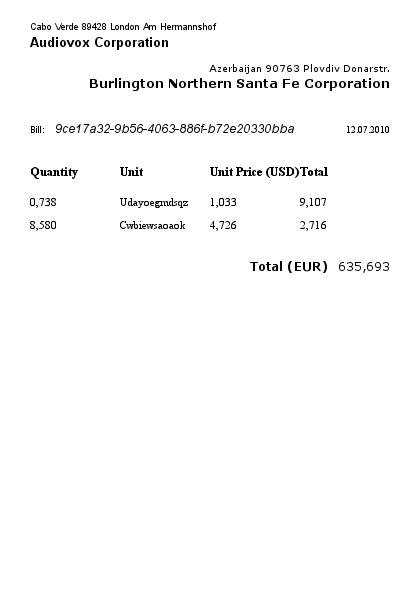 Cabo Verde 89428 London Am Hermannshof
Audiovox Corporation
Azerbaijan 90763 Plovdiv Donarstr.
Burlington Northern Santa Fe Corporation
Bill: 9ce17a32-9b56-4063-886f-b72e20330bba 12.07.2010
Quantity Unit Unit Price (USD)Total
0,738 Udayoegmdsqz 1,033 9,107
8,580 Cwbiewsaoaok 4,726 2,716
Total (EUR) 635,693